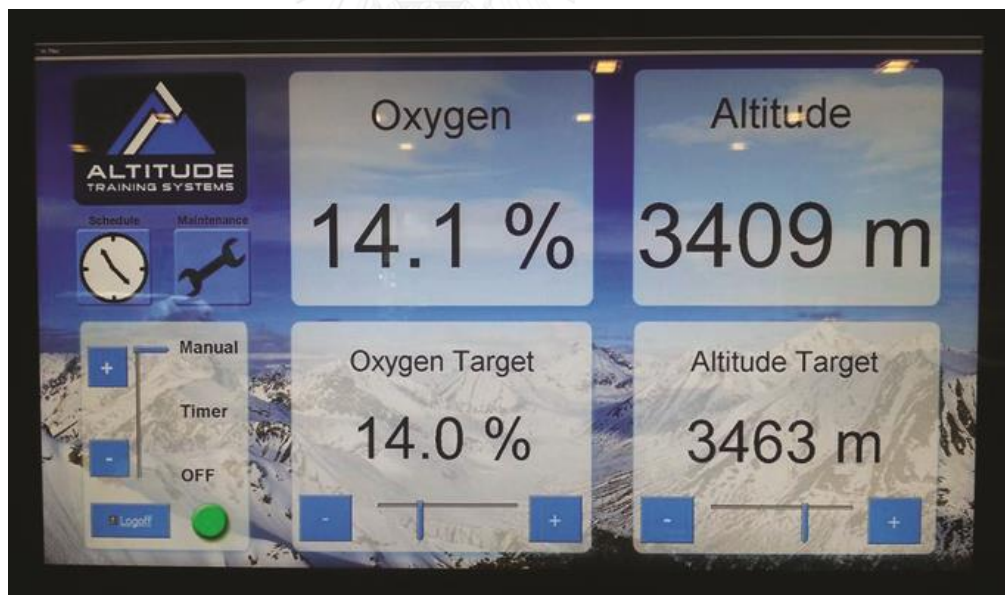 ALTITUDE
TRAINING SYSTEMS
Schedule
Maintenance
Oxygen
14.1 %
Altitude
3409 m
+
Manual
Timer
-
OFF
Logoff
Oxygen Target
14.0 %
-
+
Altitude Target
3463 m
-
+